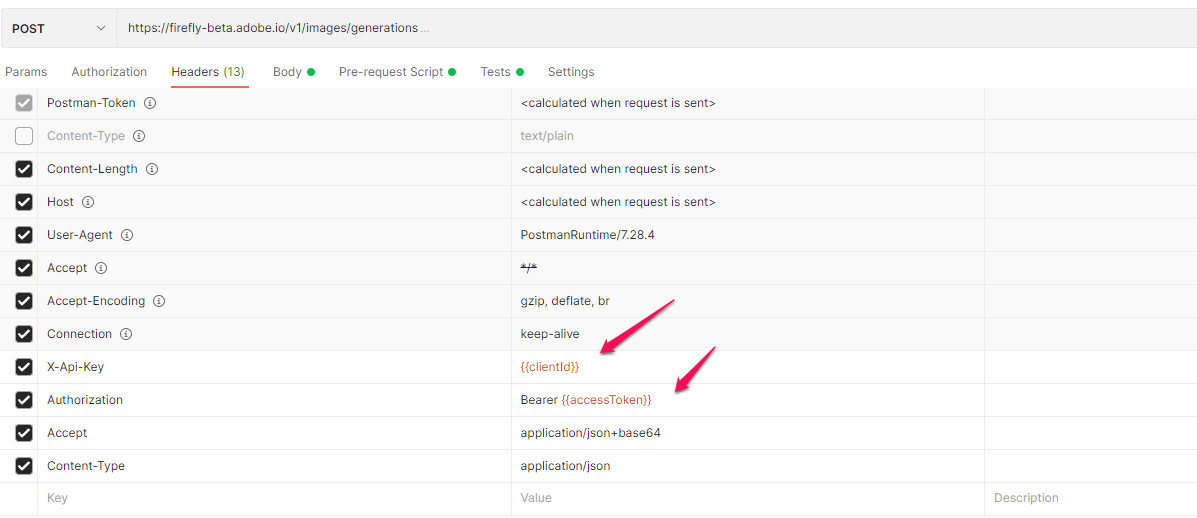 POST https://firefly-beta.adobe.io/v1/images/generations ...
Params Authorization Headers (13) Body Pre-request Script Tests Settings
Postman-Token <calculated when request is sent>
Content-Type text/plain
Content-Length <calculated when request is sent>
Host <calculated when request is sent>
User-Agent PostmanRuntime/7.28.4
Accept */*
Accept-Encoding gzip, deflate, br
Connection keep-alive
X-Api-Key {{clientId}}
Authorization Bearer {{accessToken}}
Accept application/json+base64
Content-Type application/json
Key Value Description